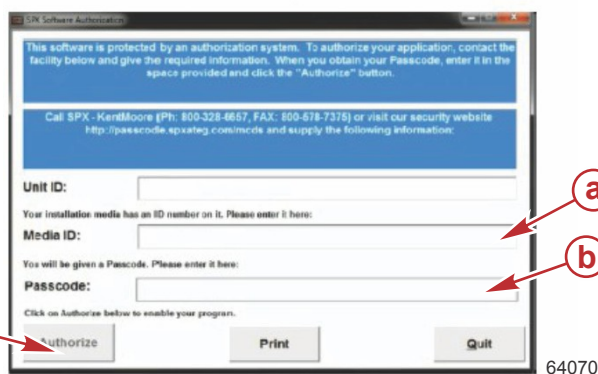 SPX Software Authorization
This software is protected by an authorization system. To authorize your application, contact the
facility below and give the required information. When you obtain your Passcode, enter it in the
space provided and click the "Authorize" button.
Call SPX - KentMoore (Ph: 800-328-6657, FAX: 800-578-7375) or visit our security website
http://passcode.spxateg.com/mcds and supply the following information:
Unit ID:
Your installation media has an ID number on it. Please enter it here:
Media ID:
a
You will be given a Passcode. Please enter it here:
b
Passcode:
Click on Authorize below to enable your program.
Authorize
Print
Quit
64070